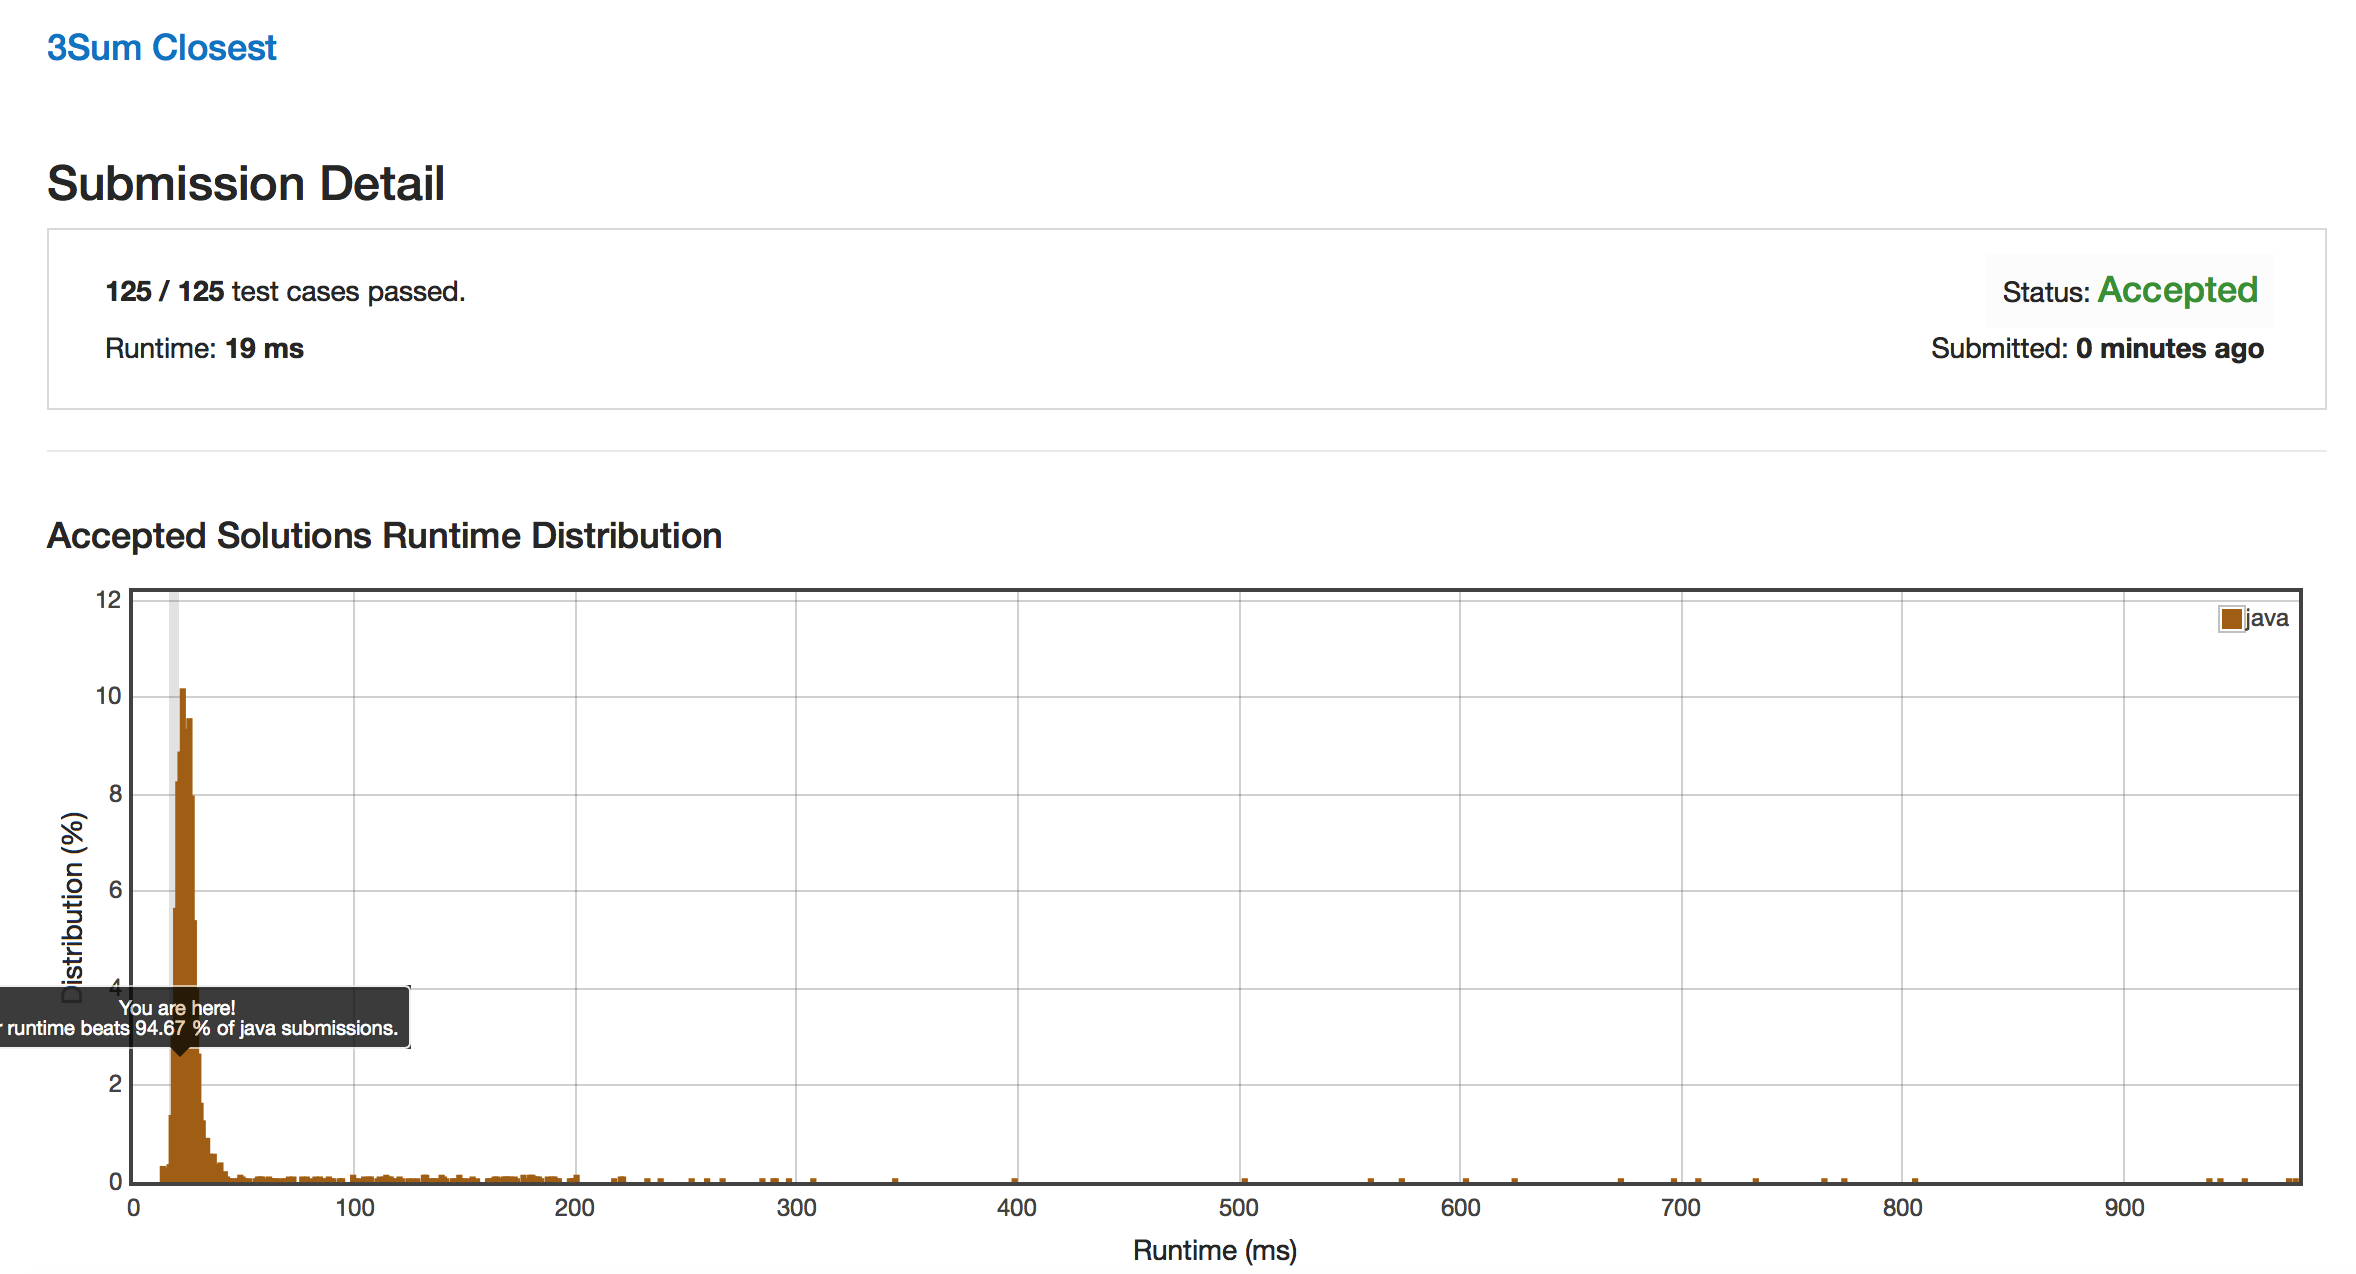 3Sum Closest
Submission Detail
125 / 125 test cases passed.
Status: Accepted
Runtime: 19 ms
Submitted: 0 minutes ago
Accepted Solutions Runtime Distribution
12
10
8
6
4
2
0
Distribution (%)
java
You are here!
runtime beats 94.67 % of java submissions.
0 100 200 300 400 500 600 700 800 900
Runtime (ms)